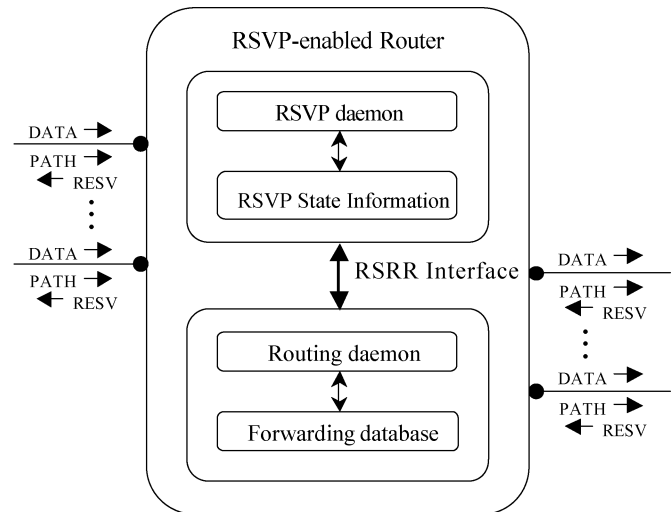 RSVP-enabled Router
RSVP daemon
RSVP State Information
RSRR Interface
Routing daemon
Forwarding database
DATA
PATH
RESV
DATA
PATH
RESV
DATA
PATH
RESV
DATA
PATH
RESV